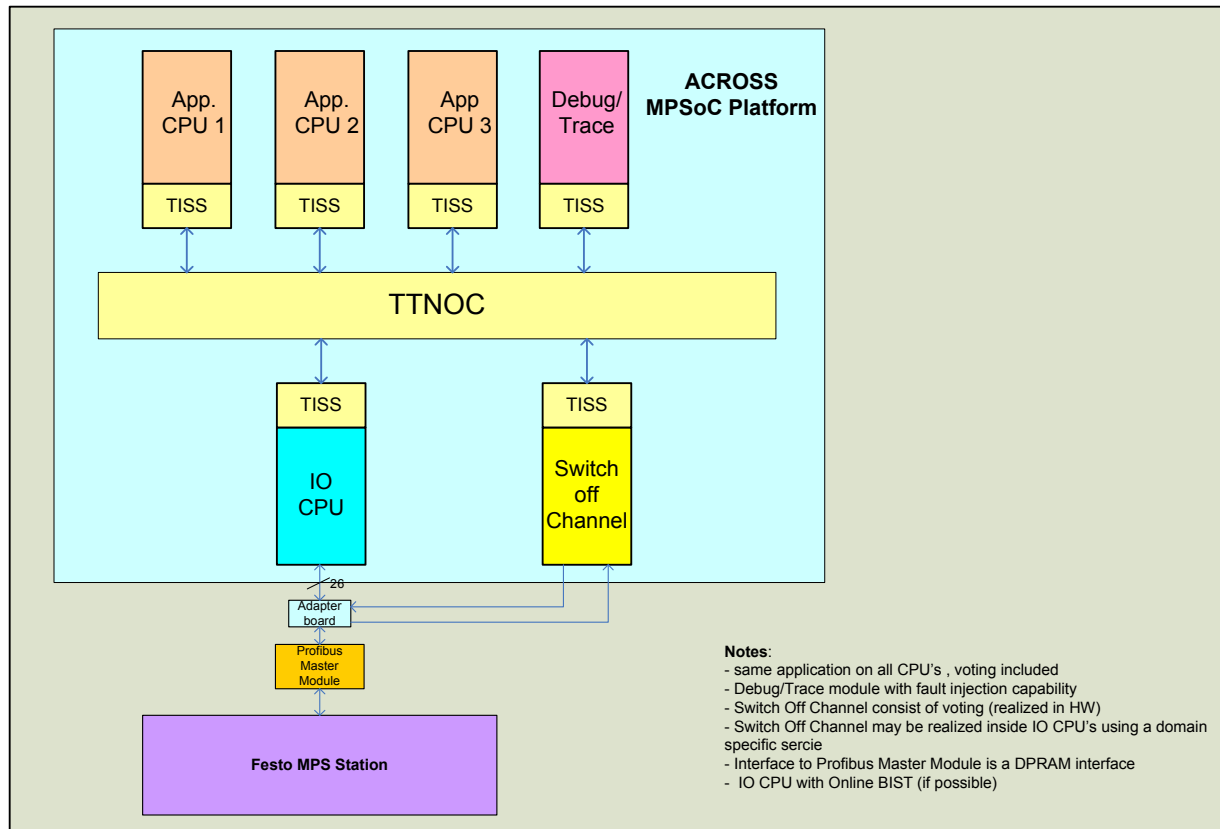 App.
CPU 1
App.
CPU 2
App
CPU 3
Debug/
Trace
ACROSS
MPSoC Platform
TISS
TISS
TISS
TISS
TTNOC
TISS
TISS
IO
CPU
Switch
off
Channel
26
Adapter
board
Profibus
Master
Module
Festo MPS Station
Notes:
- same application on all CPU's , voting included
- Debug/Trace module with fault injection capability
- Switch Off Channel consist of voting (realized in HW)
- Switch Off Channel may be realized inside IO CPU's using a domain
specific sercie
- Interface to Profibus Master Module is a DPRAM interface
- IO CPU with Online BIST (if possible)